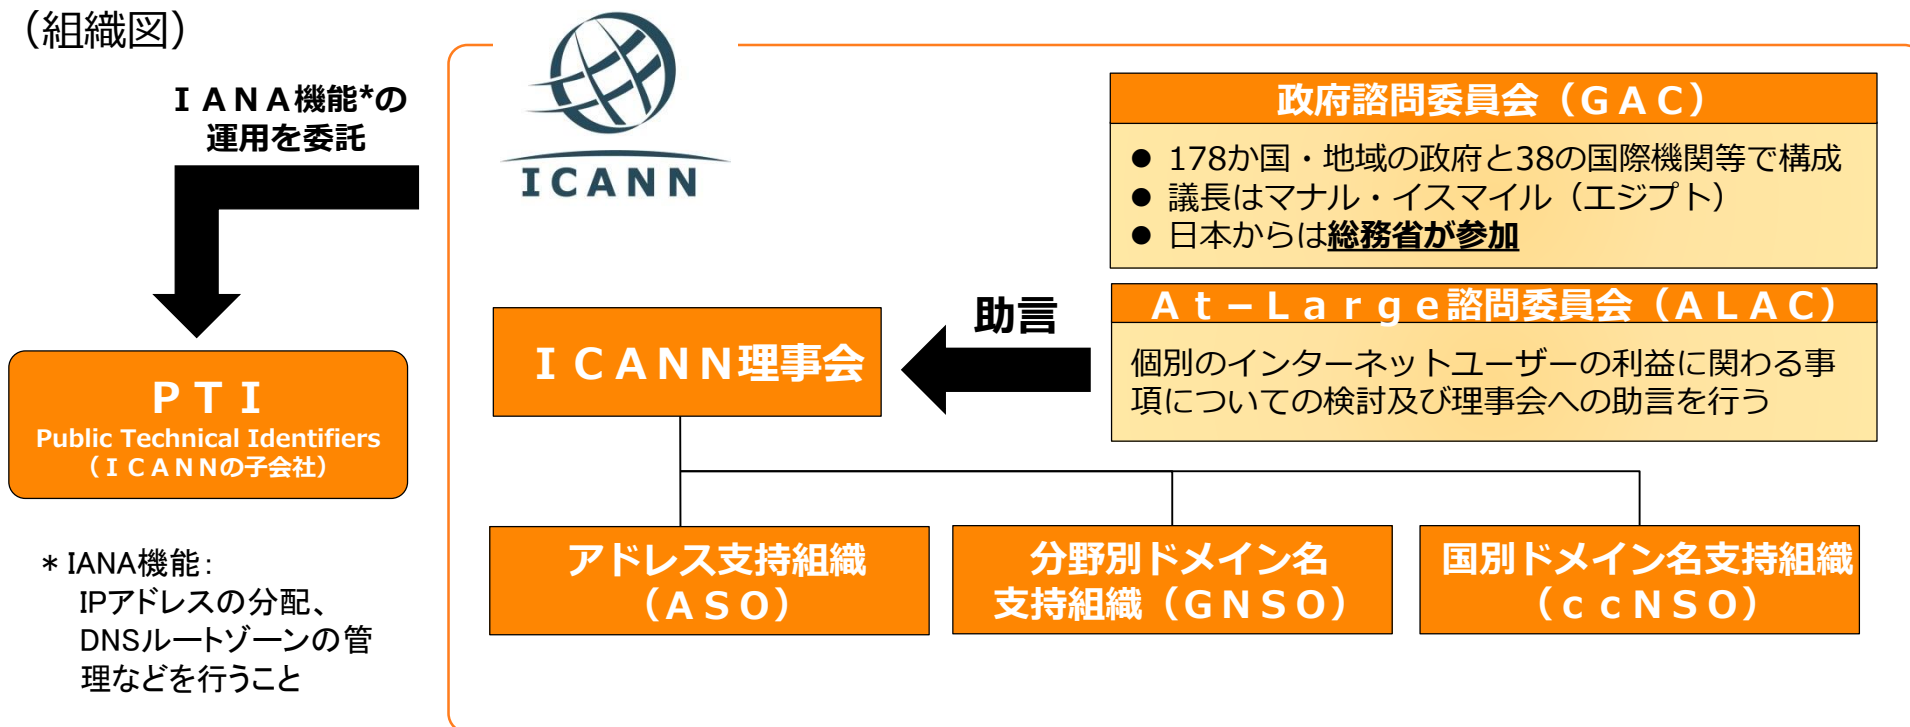 （組織図）
ＩＡＮＡ機能*の
運用を委託
ICANN
政府諮問委員会（ＧＡＣ）
● 178か国・地域の政府と38の国際機関等で構成
● 議長はマナル・イスマイル（エジプト）
● 日本からは総務省が参加
Ａｔ－Ｌａｒｇｅ諮問委員会（ＡＬＡＣ）
個別のインターネットユーザーの利益に関わる事
項についての検討及び理事会への助言を行う
助言
ＩＣＡＮＮ理事会
ＰＴＩ
Public Technical Identifiers
（ＩＣＡＮＮの子会社）
アドレス支持組織
（ＡＳＯ）
分野別ドメイン名
支持組織（ＧＮＳＯ）
国別ドメイン名支持組織
（ｃｃＮＳＯ）
＊IANA機能：
IPアドレスの分配、
DNSルートゾーンの管
理などを行うこと